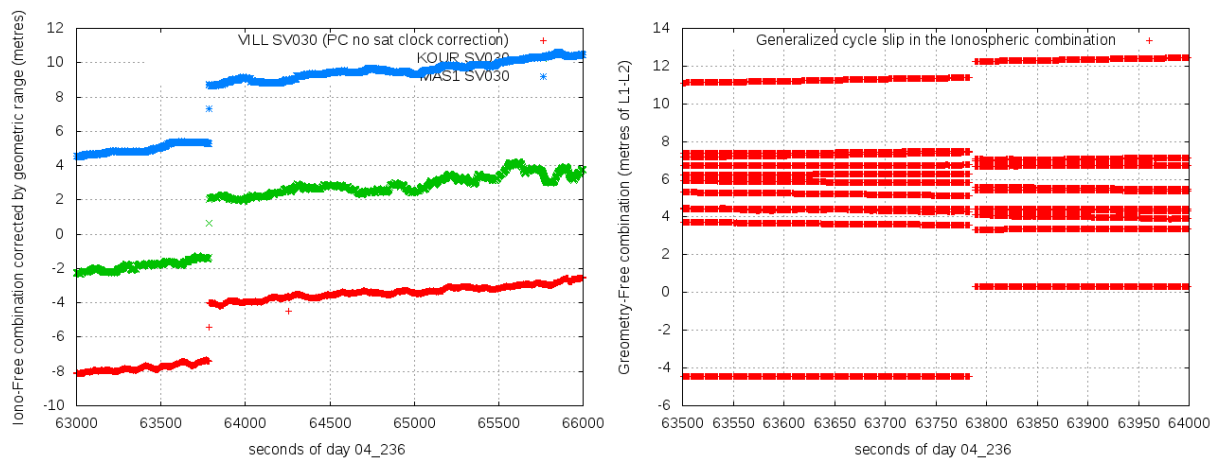 Iono-Free combination corrected by geometric range (metres)
12
10
8
6
4
2
0
-2
-4
-6
-8
-10
VILL SV030 (PC no sat clock correction)
KOUR SV030
MAS1 SV030
63000 63500 64000 64500 65000 65500 66000
seconds of day 04_236
Greometry-Free combination (metres of L1-L2)
14
12
10
8
6
4
2
0
-2
-4
-6
Generalized cycle slip in the Ionospheric combination
63500 63550 63600 63650 63700 63750 63800 63850 63900 63950 64000
seconds of day 04_236